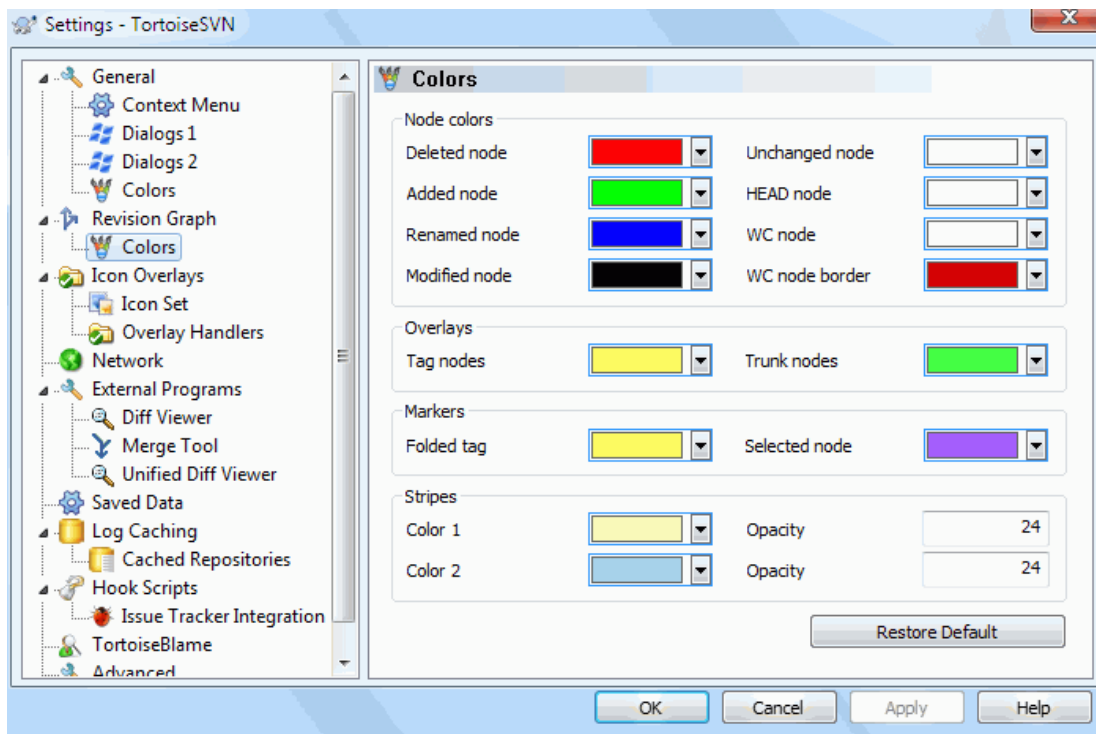 Settings - TortoiseSVN
x
General
Context Menu
Dialogs 1
Dialogs 2
Colors
Revision Graph
Colors
Icon Overlays
Icon Set
Overlay Handlers
Network
External Programs
Diff Viewer
Merge Tool
Unified Diff Viewer
Saved Data
Log Caching
Cached Repositories
Hook Scripts
Issue Tracker Integration
TortoiseBlame
Advanced
Colors
Node colors
Deleted node
Unchanged node
Added node
HEAD node
Renamed node
WC node
Modified node
WC node border
Overlays
Tag nodes
Trunk nodes
Markers
Folded tag
Selected node
Stripes
Color 1
Opacity
24
Color 2
Opacity
24
Restore Default
OK
Cancel
Apply
Help